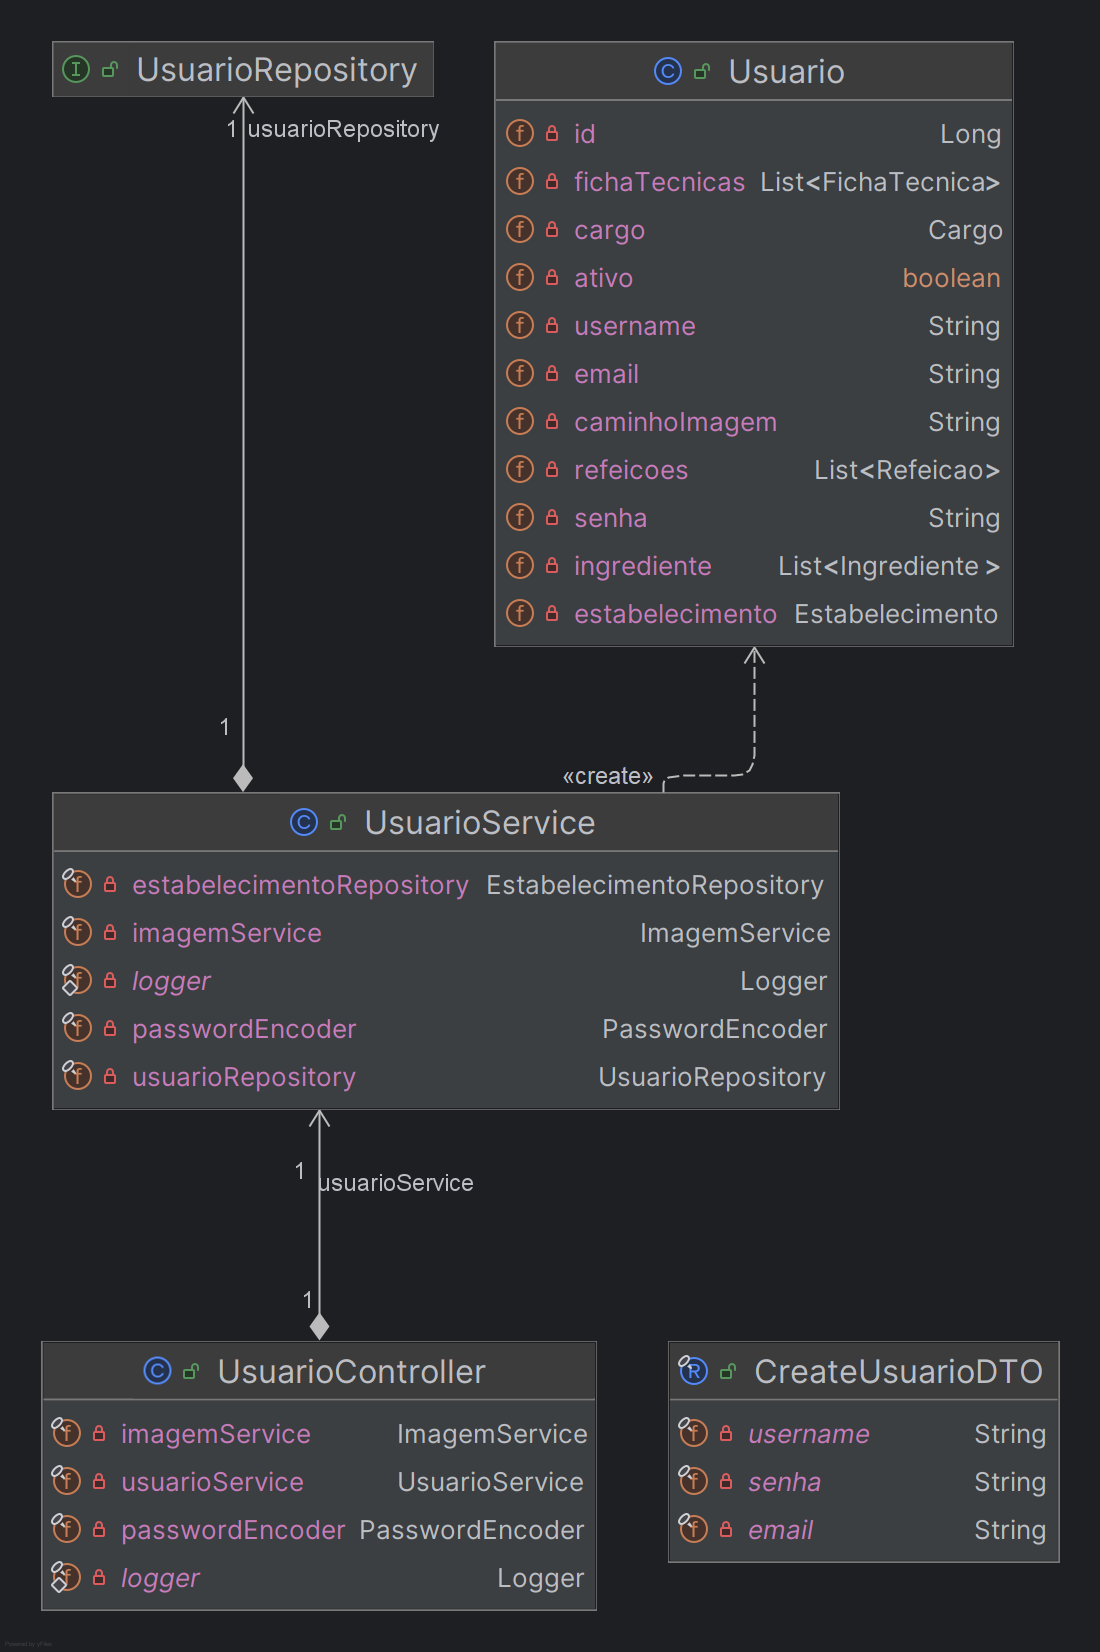 UsuarioRepository
1 usuarioRepository
1
Usuario
id Long
fichaTecnicas List<FichaTecnica>
cargo Cargo
ativo boolean
username String
email String
caminhoImagem String
refeicoes List<Refeicao>
senha String
ingrediente List<Ingrediente >
estabelecimento Estabelecimento
«create»
UsuarioService
estabelecimentoRepository EstabelecimentoRepository
imagemService ImagemService
logger Logger
passwordEncoder PasswordEncoder
usuarioRepository UsuarioRepository
1 usuarioService
1
UsuarioController
imagemService ImagemService
usuarioService UsuarioService
passwordEncoder PasswordEncoder
logger Logger
CreateUsuarioDTO
username String
senha String
email String
Powered by yFiles